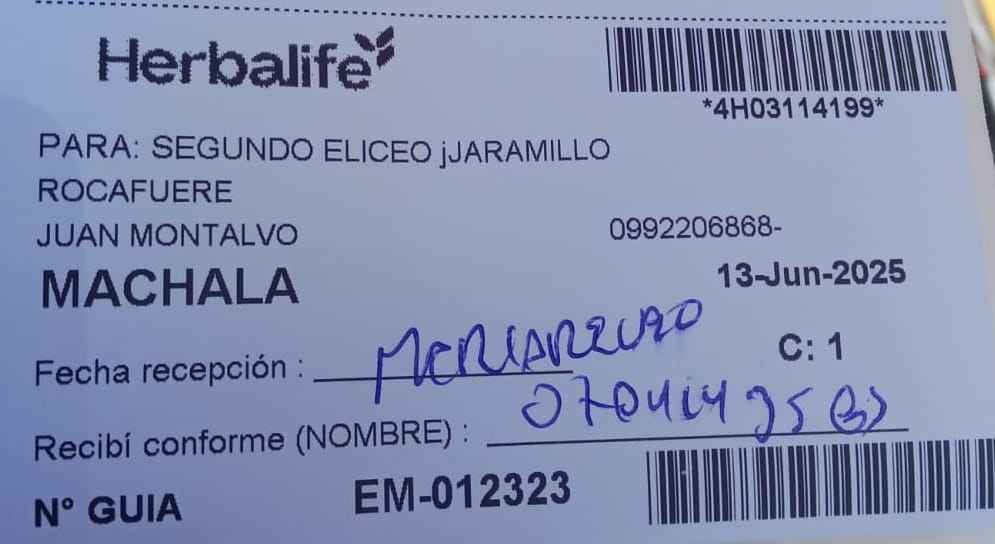 Herbalife
*4H03114199*
PARA: SEGUNDO ELICEO jJARAMILLO
ROCAFUERE
JUAN MONTALVO 0992206868-
MACHALA 13-Jun-2025
Fecha recepción : C: 1
Recibí conforme (NOMBRE) :
N° GUIA EM-012323